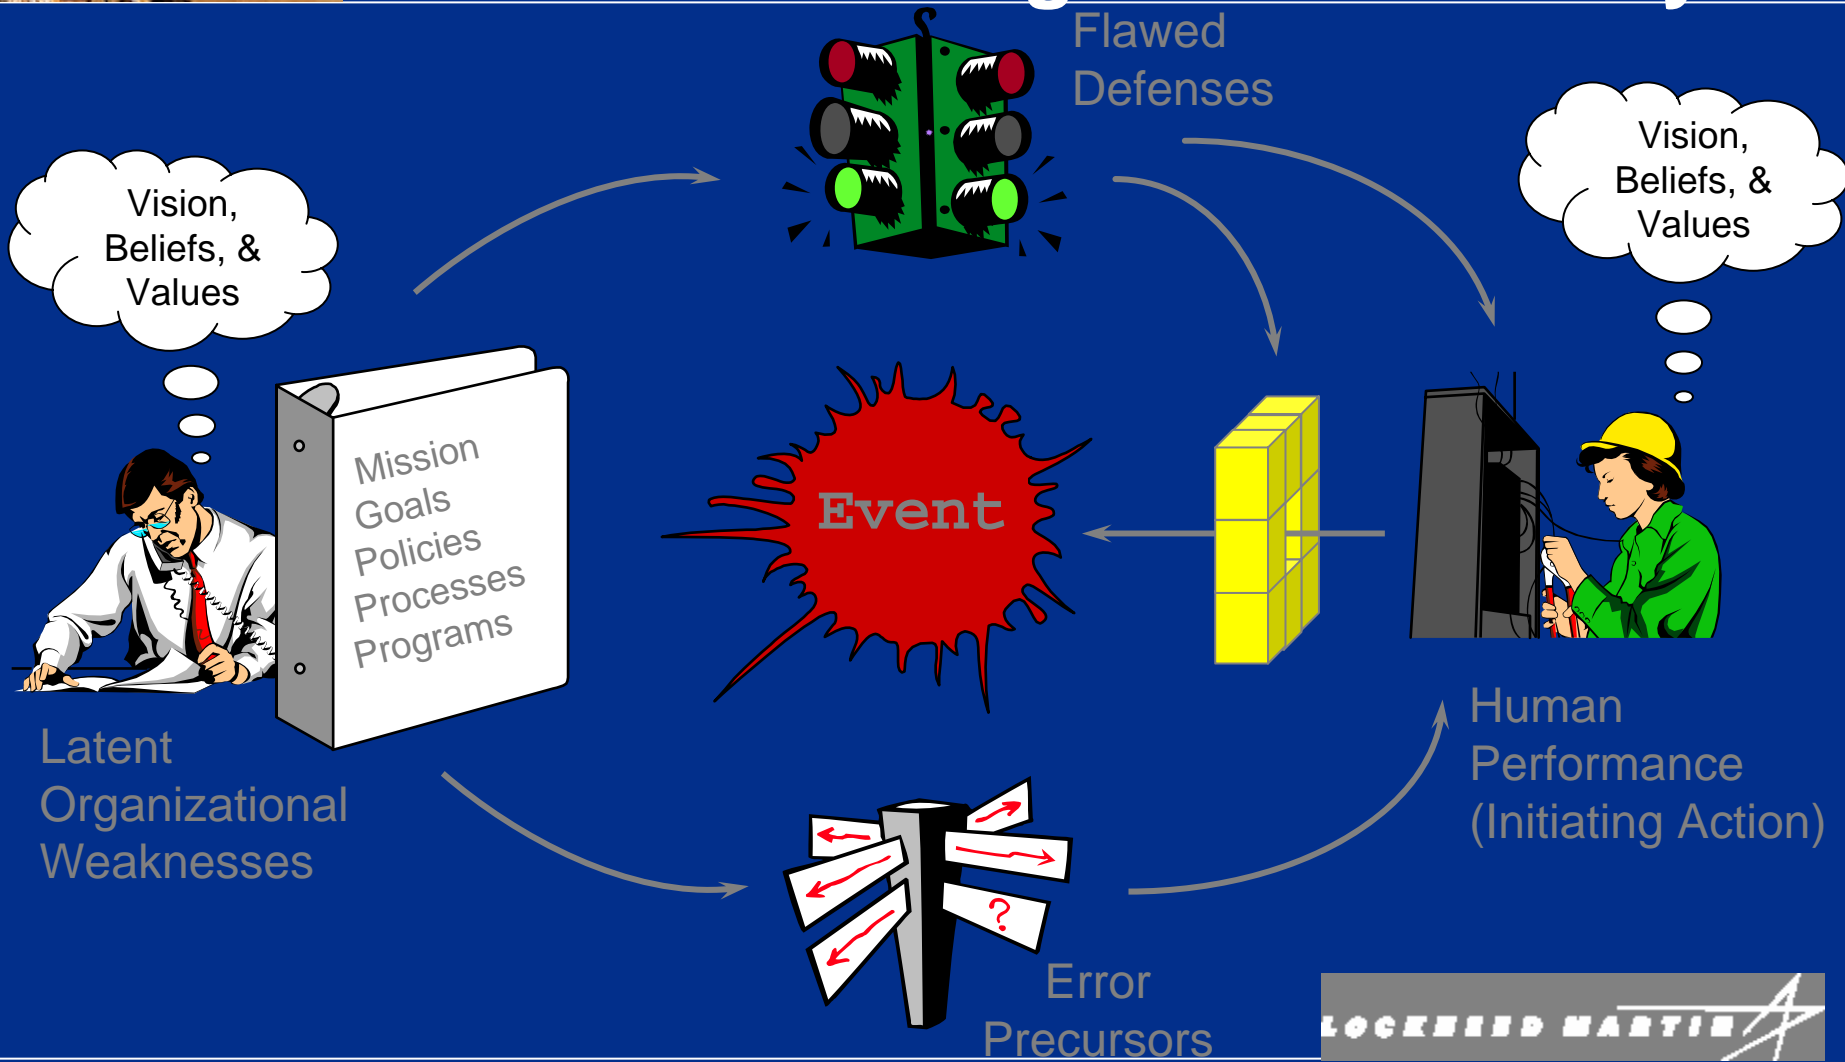 Flawed
Defenses
Vision,
Beliefs, &
Values
Vision,
Beliefs, &
Values
Mission
Goals
Policies
Processes
Programs
Event
Latent
Organizational
Weaknesses
Human
Performance
(Initiating Action)
?
Error
Precursors
LOCKHEED MARTIN